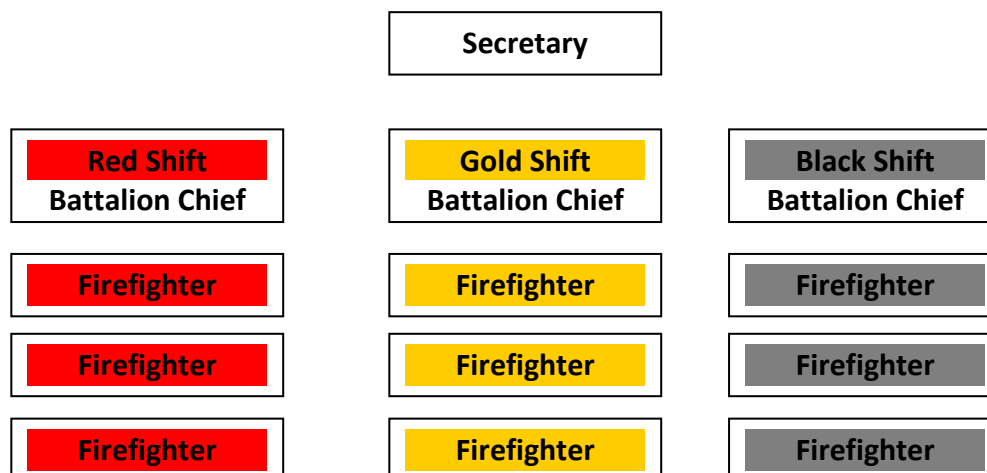 Secretary
Red Shift
Battalion Chief
Gold Shift
Battalion Chief
Black Shift
Battalion Chief
Firefighter
Firefighter
Firefighter
Firefighter
Firefighter
Firefighter
Firefighter
Firefighter
Firefighter